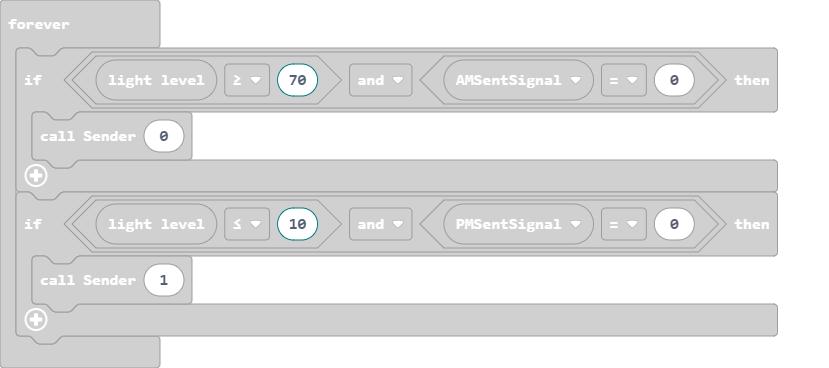 forever
if light level ≥ 70 and AMSentSignal = 0 then
call Sender 0
if light level ≤ 10 and PMSentSignal = 0 then
call Sender 1